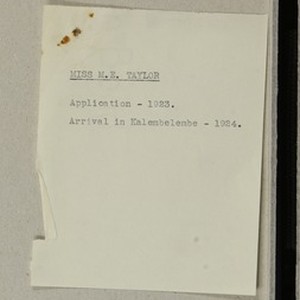 MISS M.E. TAYLOR
Application - 1923.
Arrival in Kalembelembe - 1924.